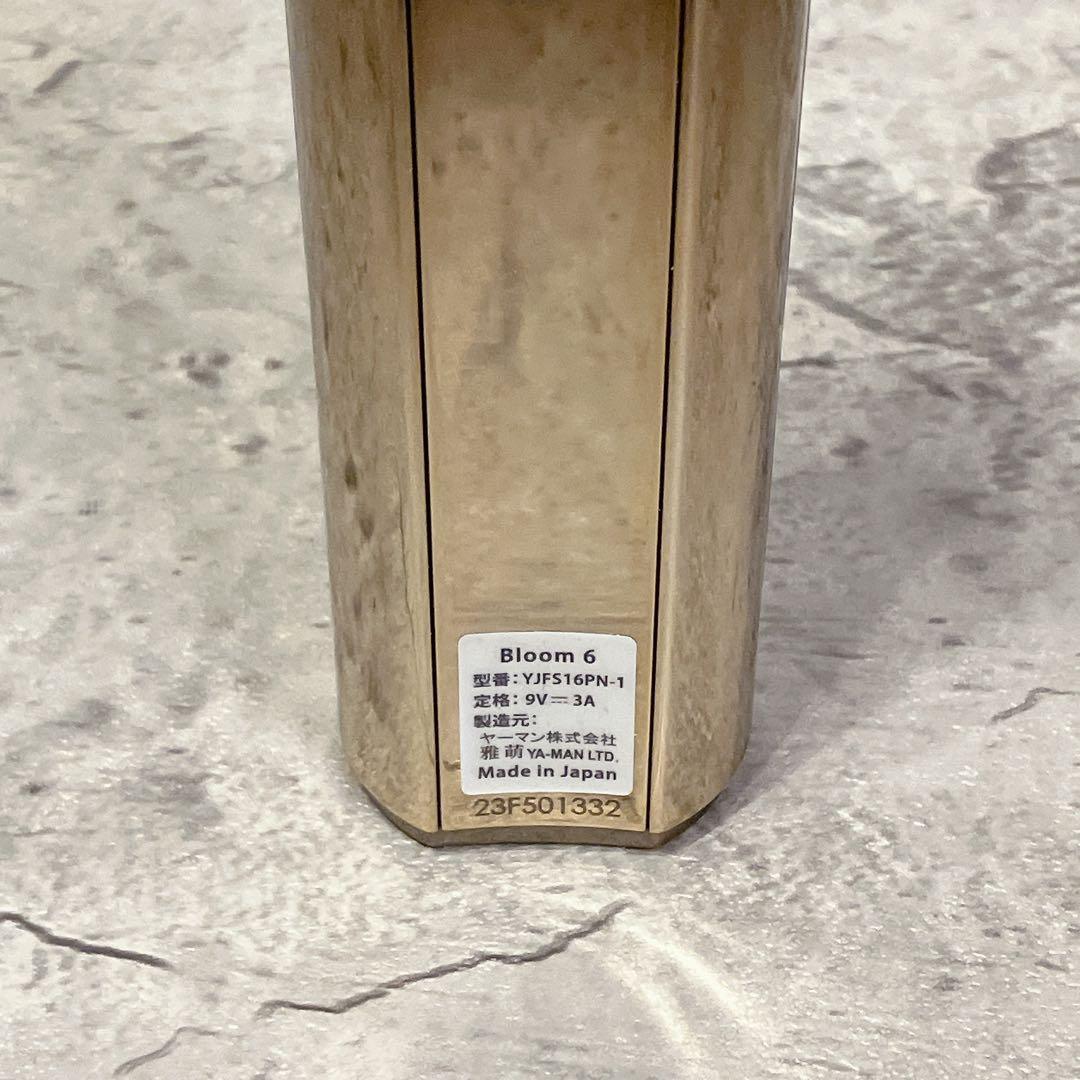 Bloom 6
型番：YJFS16PN-1
定格：9V⎓3A
製造元：
ヤーマン株式会社
雅萌 YA-MAN LTD.
Made in Japan
23F501332